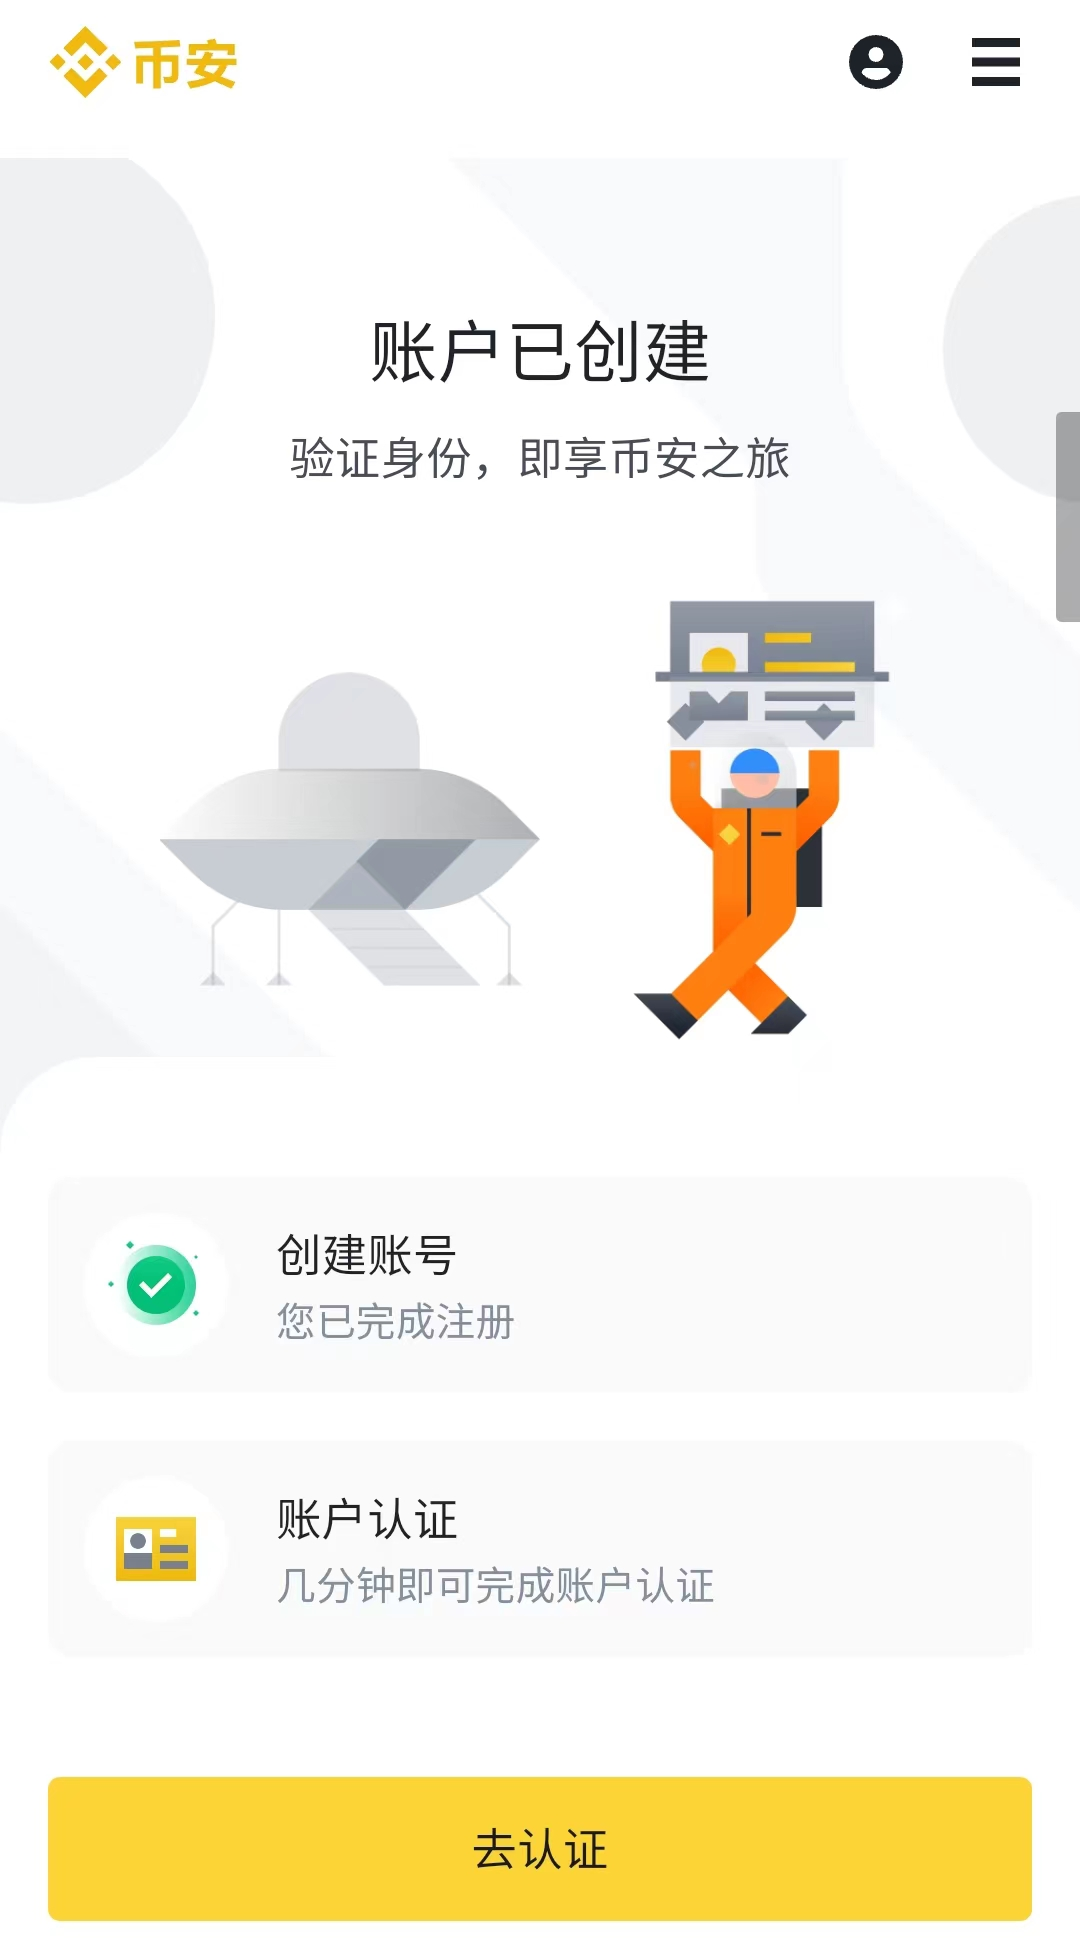 币安
账户已创建
验证身份，即享币安之旅
创建账号
您已完成注册
账户认证
几分钟即可完成账户认证
去认证